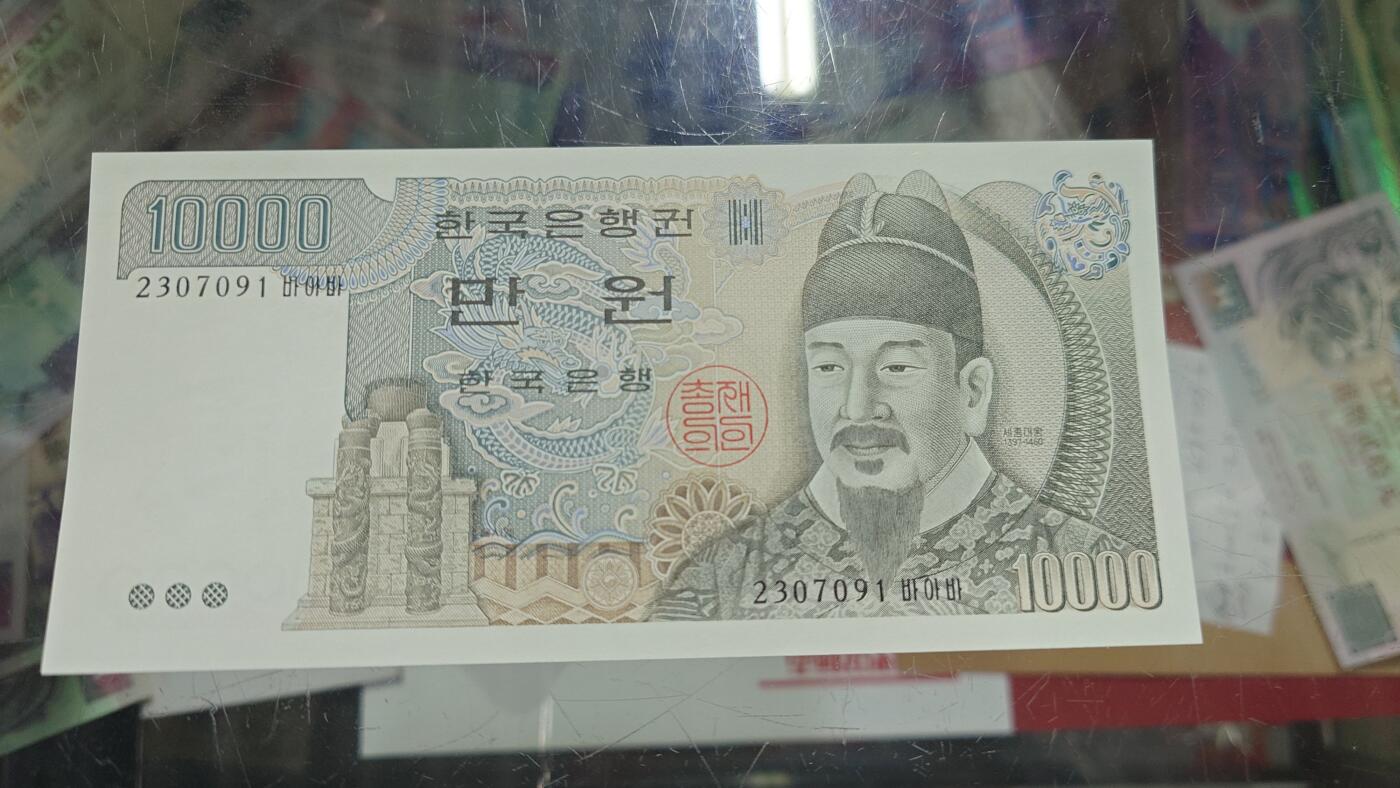 10000
한국은행권
2307091 바아바
만 원
한국은행
총재의인
세종대왕
1397-1450
2307091 바아바
10000